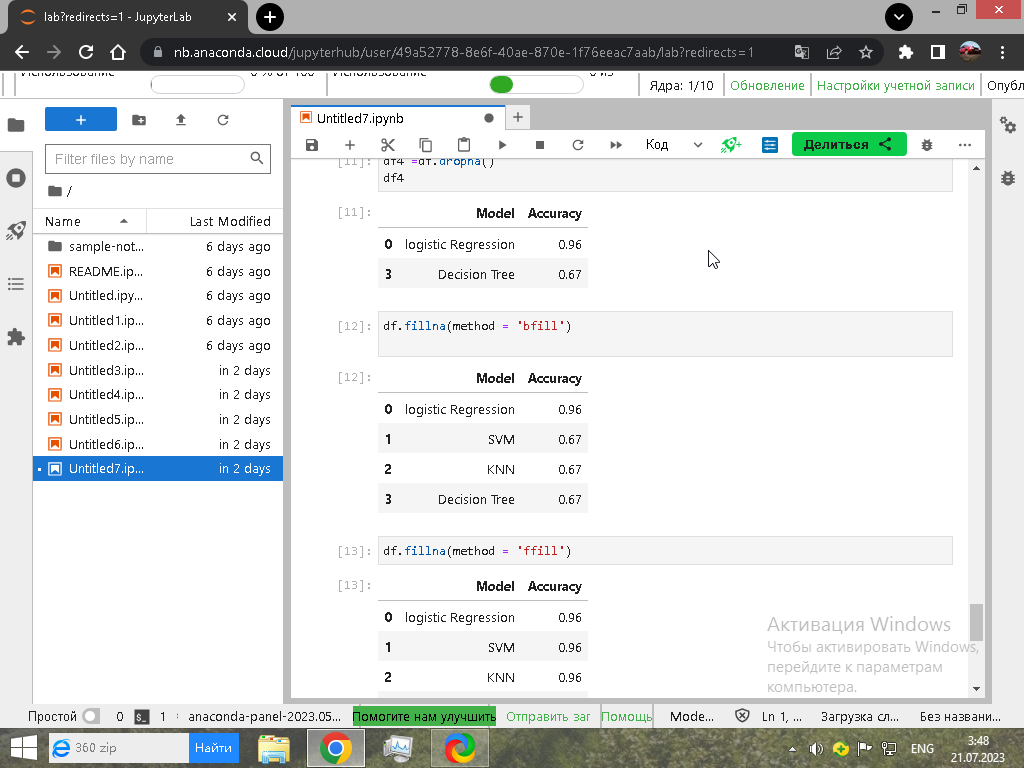 lab?redirects=1 - JupyterLab
nb.anaconda.cloud/jupyterhub/user/49a52778-8e6f-40ae-870e-1f76eeac7aab/lab?redirects=1
Использование 0 % от 100 Использование 0 из
Ядра: 1/10 Обновление Настройки учетной записи Опубл
Untitled7.ipynb
Код Делиться
Filter files by name
/
Name Last Modified
sample-not... 6 days ago
README.ip... 6 days ago
Untitled.ipy... 6 days ago
Untitled1.ip... 6 days ago
Untitled2.ip... 6 days ago
Untitled3.ip... in 2 days
Untitled4.ip... in 2 days
Untitled5.ip... in 2 days
Untitled6.ip... in 2 days
Untitled7.ip... in 2 days
[11]: df4 =df.dropna()
df4
[11]: Model Accuracy
0 logistic Regression 0.96
3 Decision Tree 0.67
[12]: df.fillna(method = 'bfill')
[12]: Model Accuracy
0 logistic Regression 0.96
1 SVM 0.67
2 KNN 0.67
3 Decision Tree 0.67
[13]: df.fillna(method = 'ffill')
[13]: Model Accuracy
0 logistic Regression 0.96
1 SVM 0.96
2 KNN 0.96
Активация Windows
Чтобы активировать Windows,
перейдите к параметрам
компьютера.
Простой 0 $_ 1 anaconda-panel-2023.05... Помогите нам улучшить Отправить заг Помощь Mode... Ln 1, ... Загрузка сл... Без названи...
360 zip Найти ENG 3:48
21.07.2023